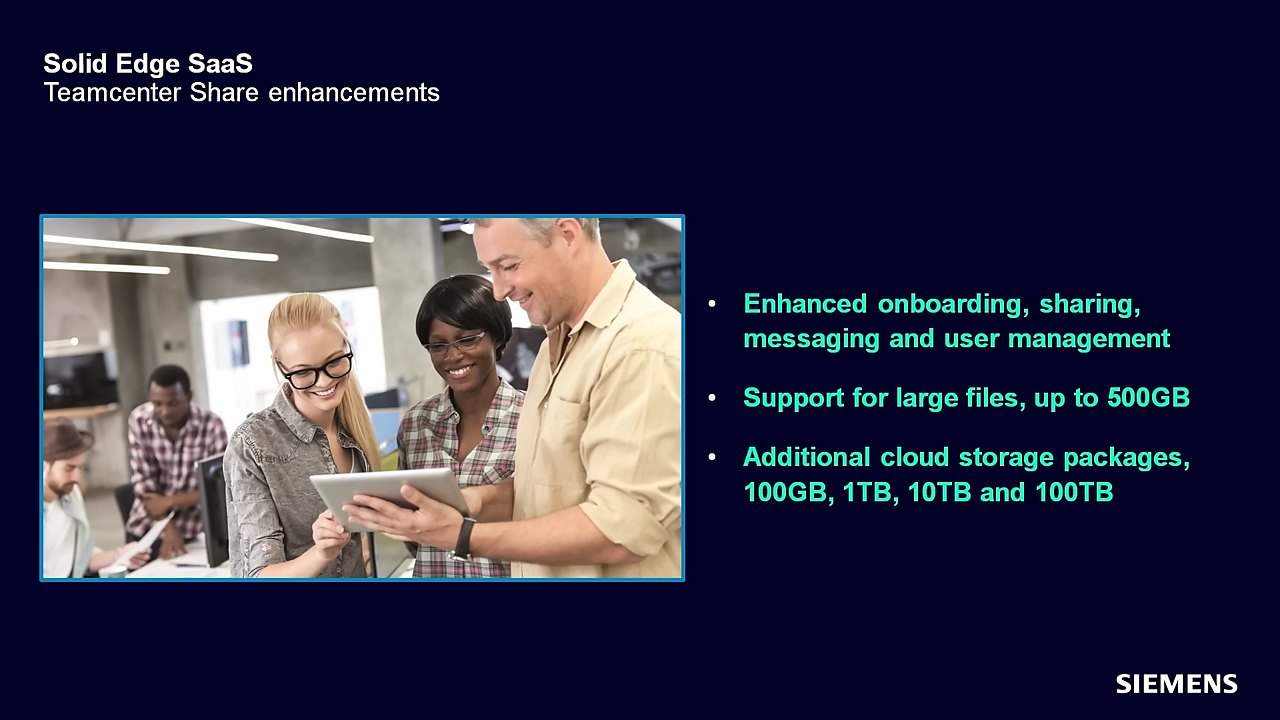 Solid Edge SaaS
Teamcenter Share enhancements
• Enhanced onboarding, sharing,
messaging and user management
• Support for large files, up to 500GB
• Additional cloud storage packages,
100GB, 1TB, 10TB and 100TB
SIEMENS